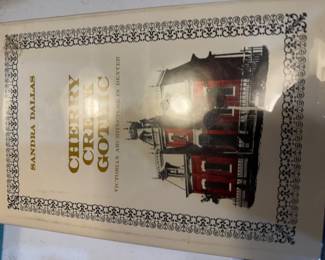 SANDRA DALLAS
CHERRY
CREEK
GOTHIC
VICTORIAN ARCHITECTURE IN DENVER